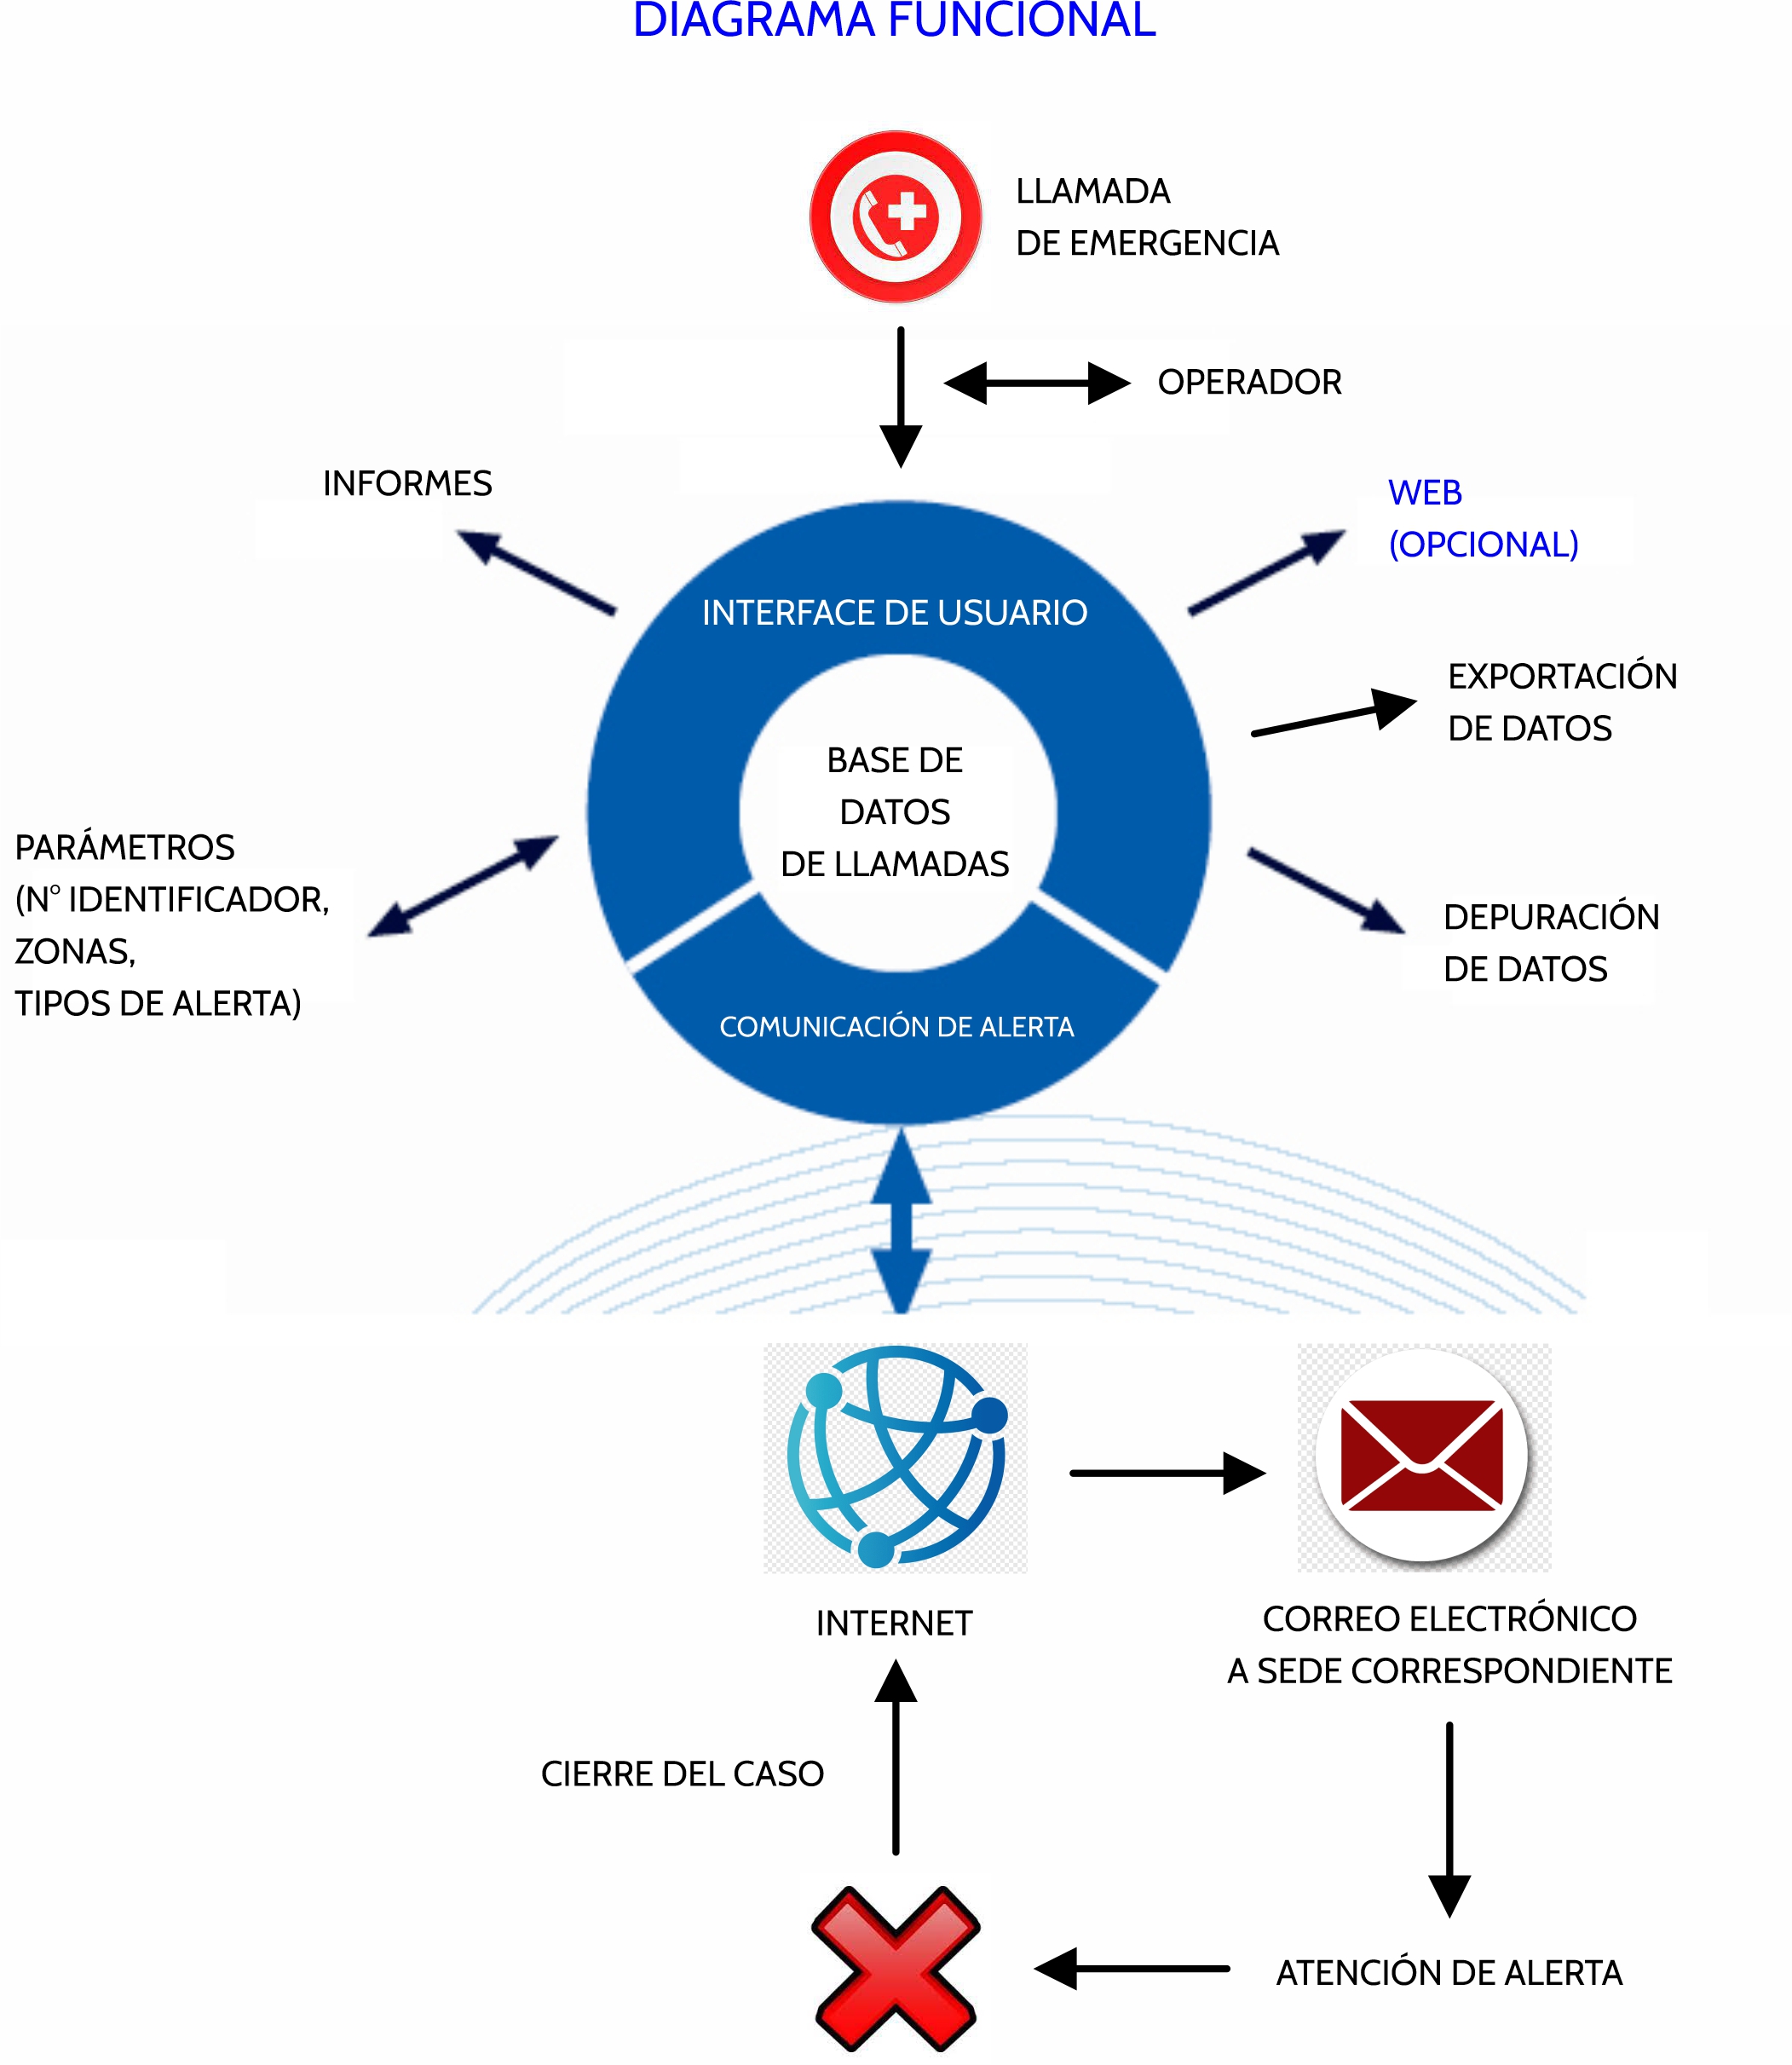 DIAGRAMA FUNCIONAL
LLAMADA
DE EMERGENCIA
OPERADOR
INFORMES
WEB
(OPCIONAL)
INTERFACE DE USUARIO
EXPORTACIÓN
DE DATOS
BASE DE
DATOS
DE LLAMADAS
PARÁMETROS
(N° IDENTIFICADOR,
ZONAS,
TIPOS DE ALERTA)
DEPURACIÓN
DE DATOS
COMUNICACIÓN DE ALERTA
INTERNET
CORREO ELECTRÓNICO
A SEDE CORRESPONDIENTE
CIERRE DEL CASO
ATENCIÓN DE ALERTA